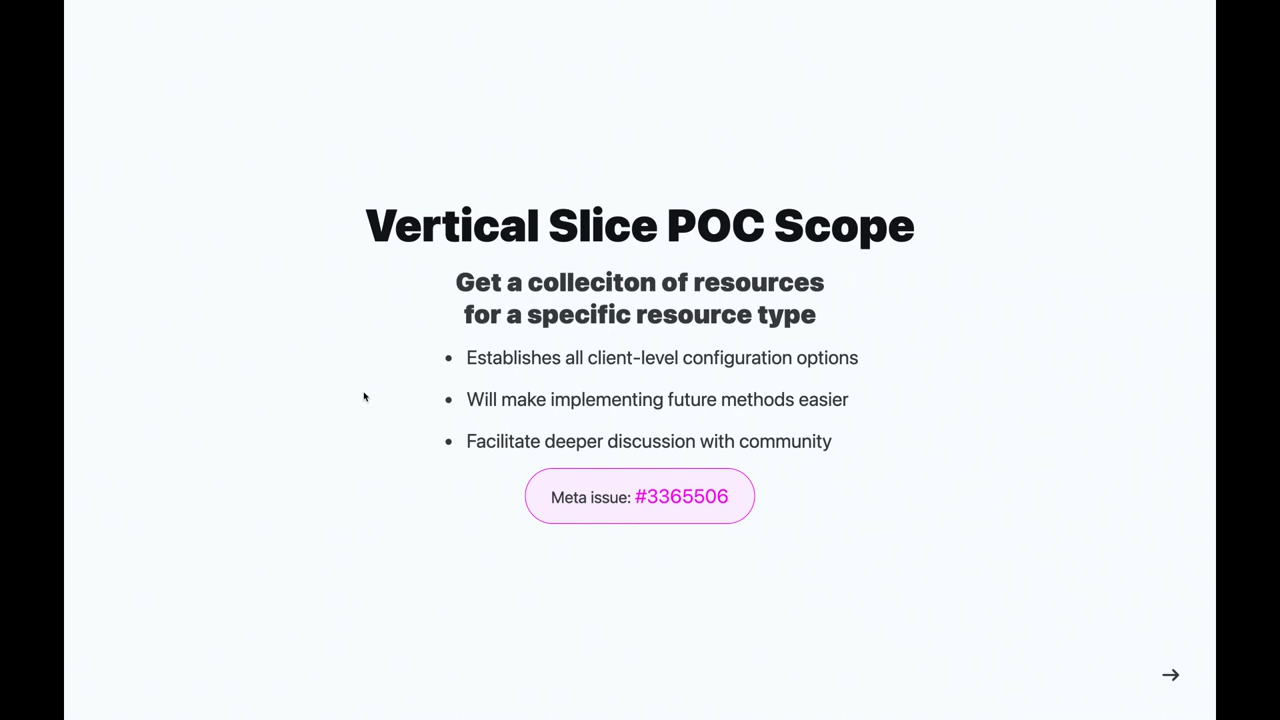 Vertical Slice POC Scope
Get a colleciton of resources
for a specific resource type
• Establishes all client-level configuration options
• Will make implementing future methods easier
• Facilitate deeper discussion with community
Meta issue: #3365506